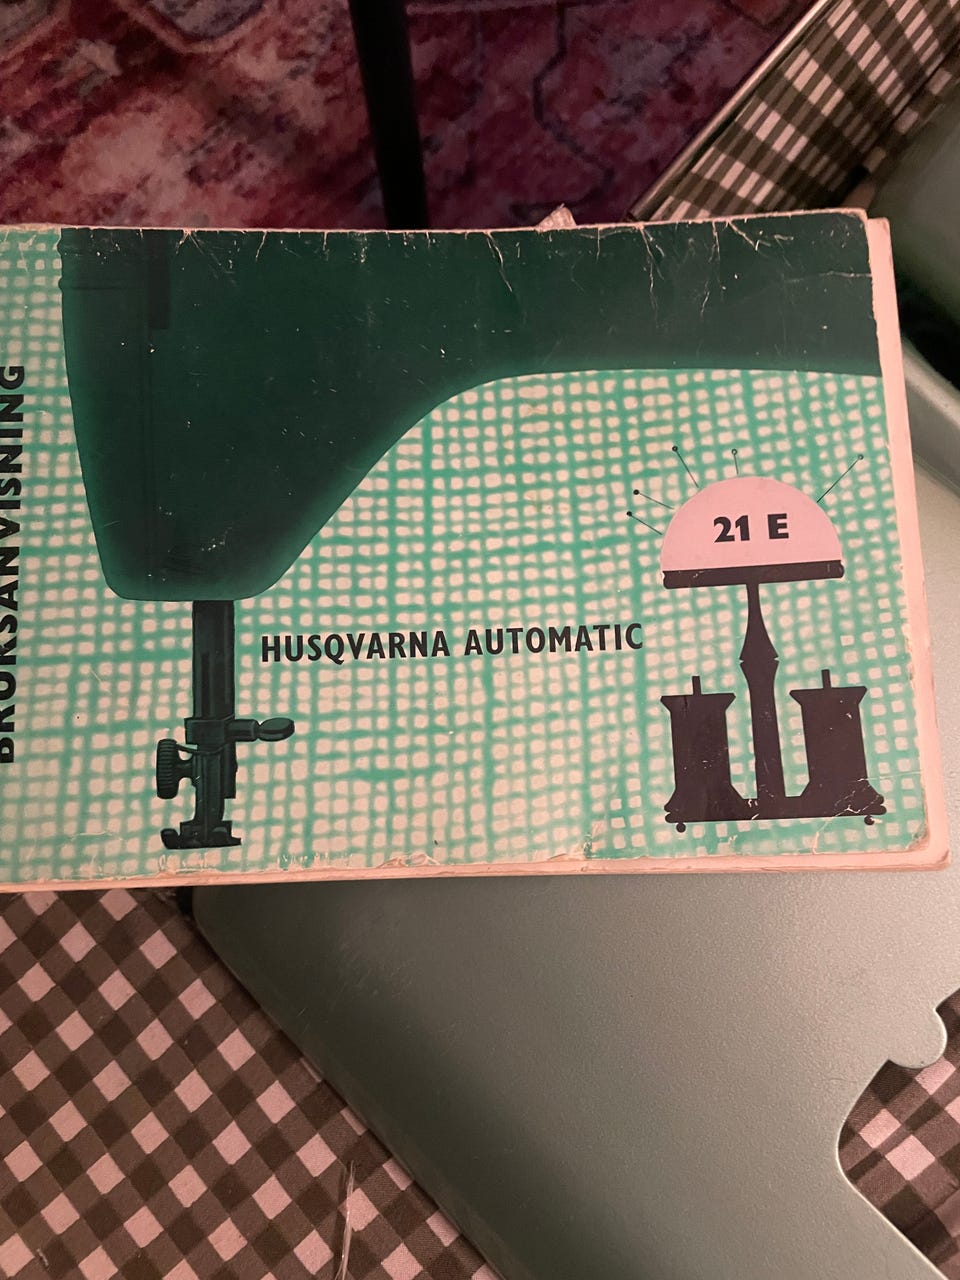 BRUKSANVISNING
HUSQVARNA AUTOMATIC
21 E